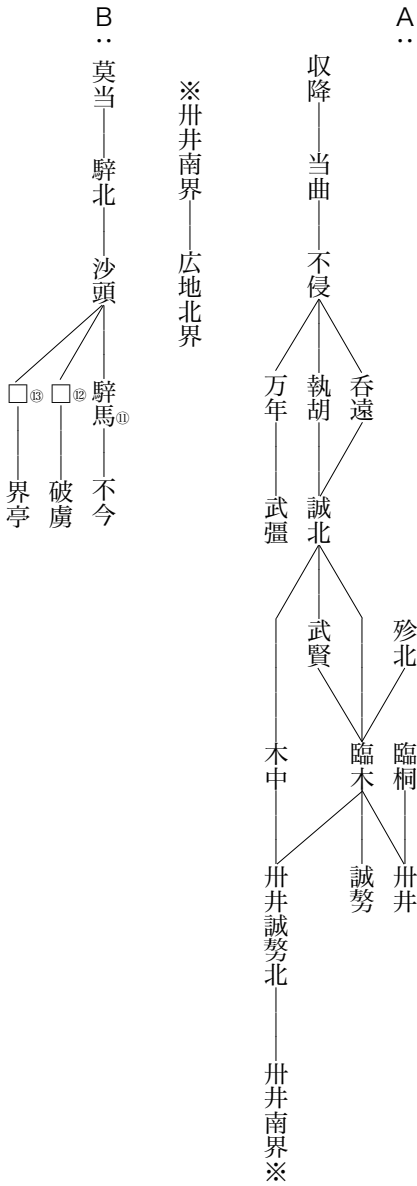 A：
収降
当曲
不侵
呑遠
執胡
万年
誠北
武彊
殄北
武賢
臨桐
臨木
木中
卅井
誠勢
卅井誠勢北
卅井南界※
※卅井南界
広地北界
B：
莫当
騂北
沙頭
騂馬⑪
□⑫
□⑬
不今
破虜
界亭